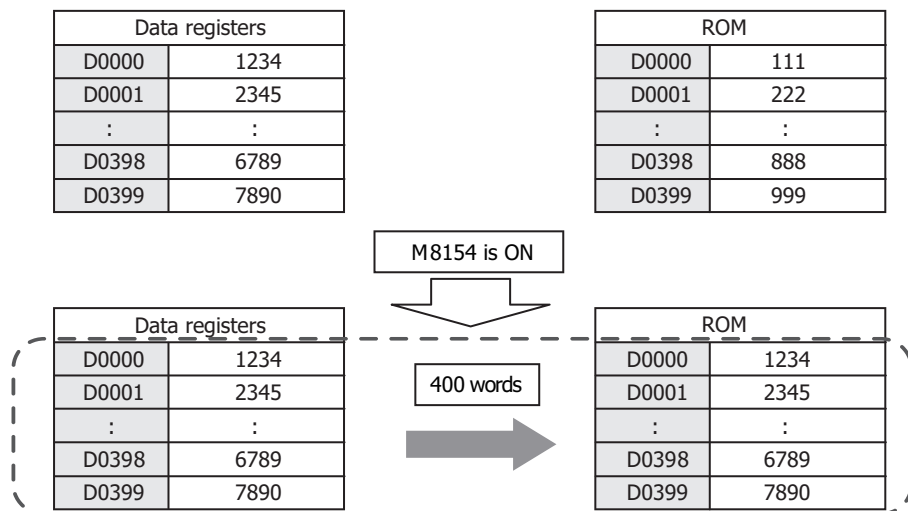 Data registers ROM
D0000 1234 D0000 111
D0001 2345 D0001 222
: : : :
D0398 6789 D0398 888
D0399 7890 D0399 999
M8154 is ON
Data registers ROM
D0000 1234 D0000 1234
D0001 2345 400 words D0001 2345
: : : :
D0398 6789 D0398 6789
D0399 7890 D0399 7890